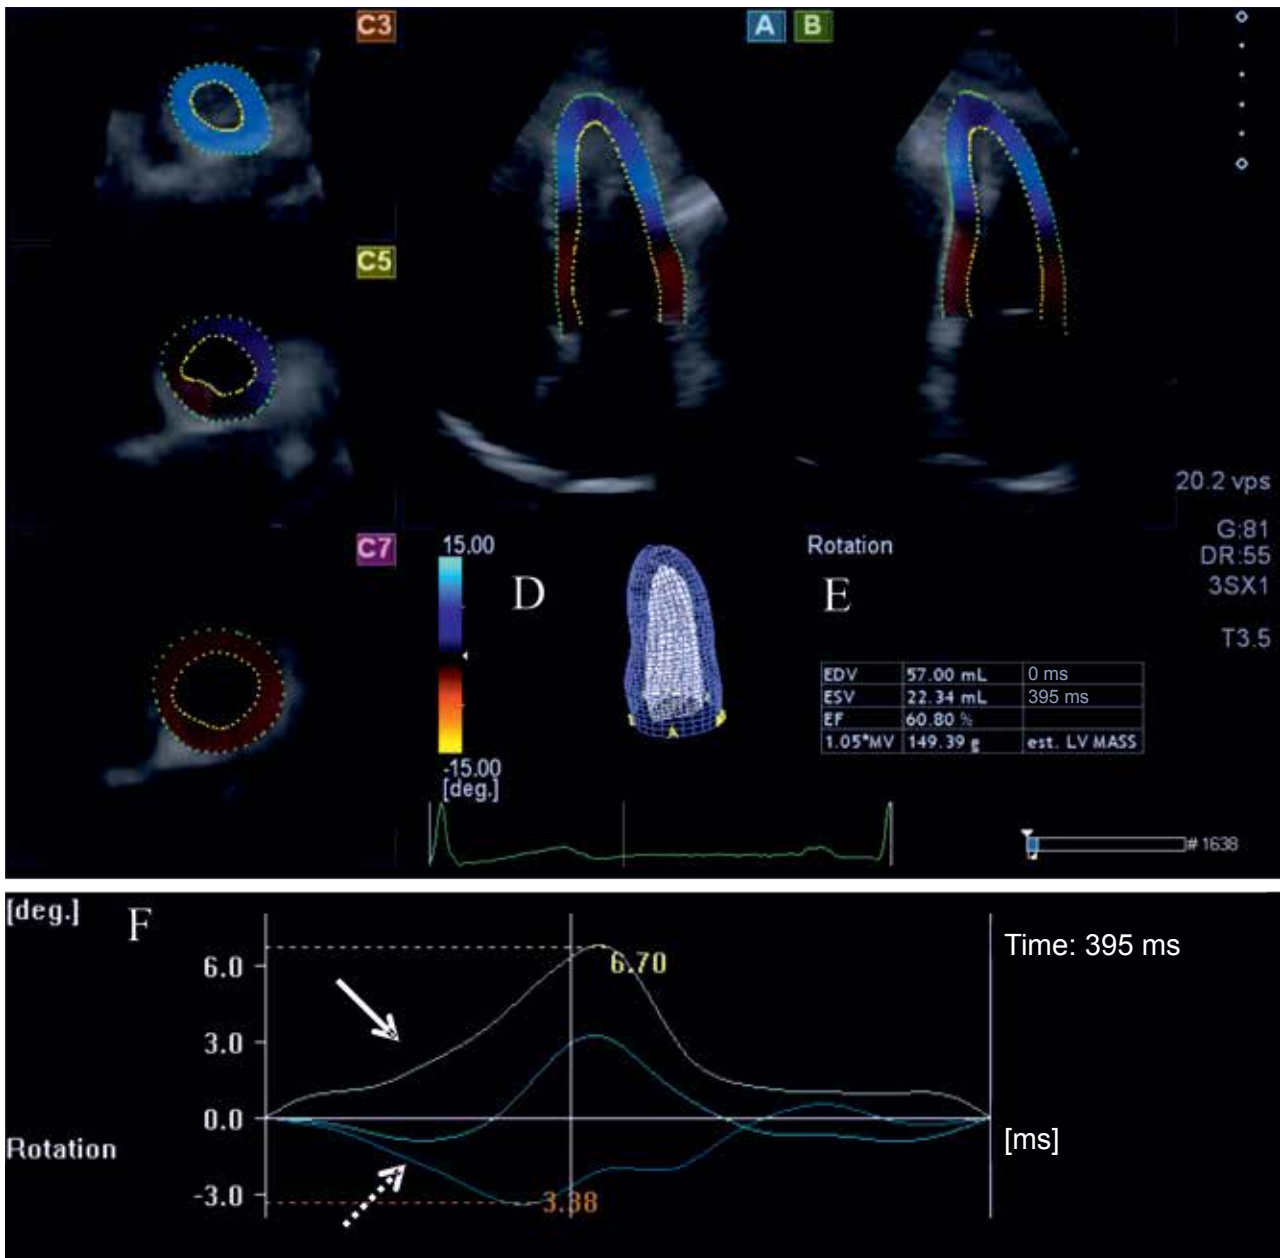 C3
A B
C5
20.2 vps
G:81
DR:55
3SX1
T3.5
C7
15.00
D
Rotation
E
EDV 57.00 mL 0 ms
ESV 22.34 mL 395 ms
EF 60.80 %
1.05*MV 149.39 g est. LV MASS
-15.00
[deg.]
A
# 1638
[deg.]
F
Time: 395 ms
6.0
6.70
3.0
0.0
[ms]
Rotation
-3.0
3.38